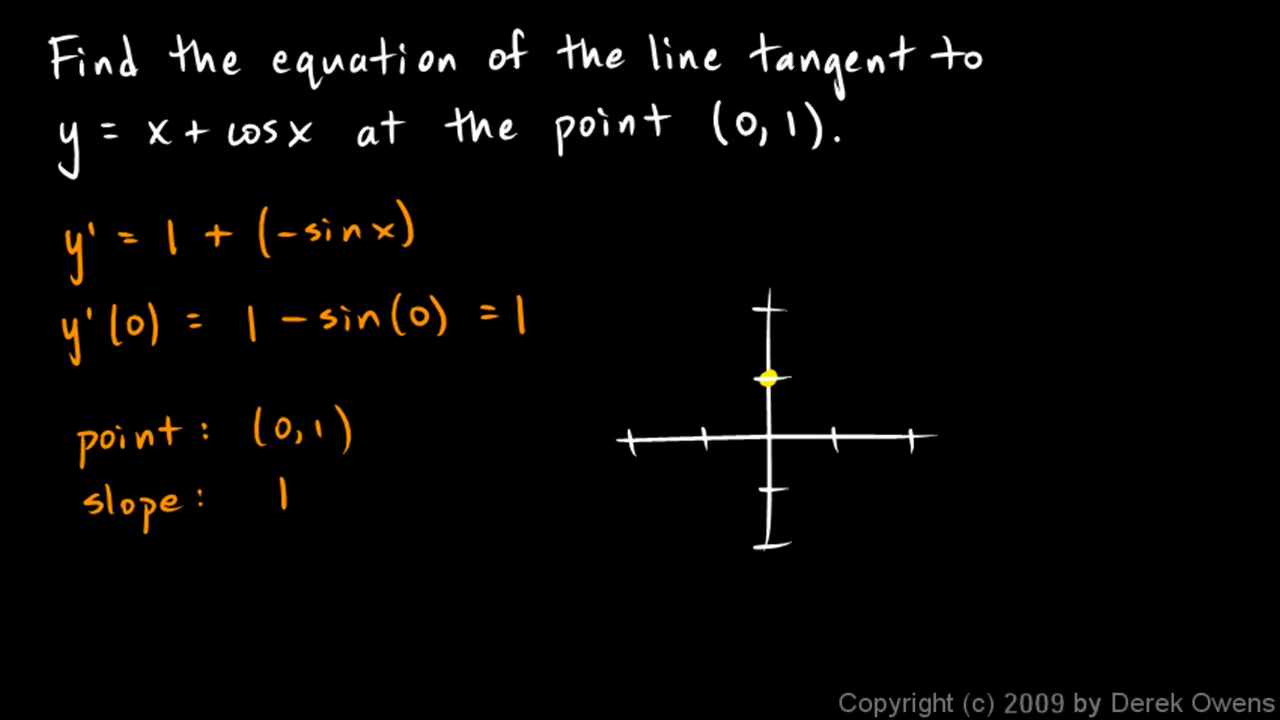 Find the equation of the line tangent to
y = x + cos x at the point (0, 1).
y' = 1 + (-sin x)
y'(0) = 1 - sin(0) = 1
point: (0, 1)
slope: 1
Copyright (c) 2009 by Derek Owens